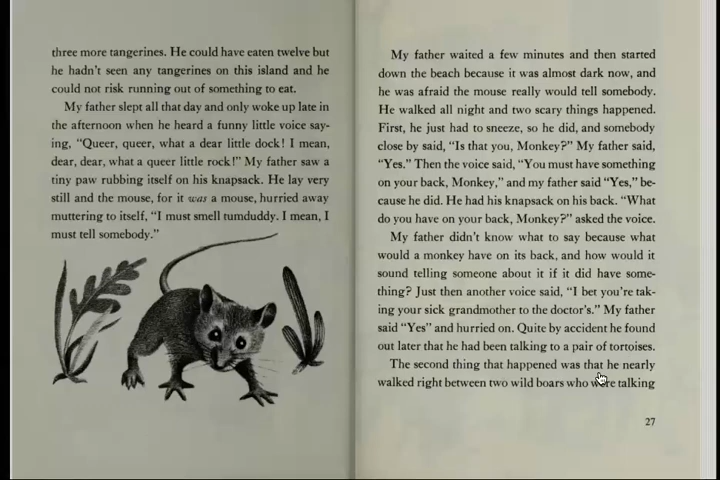 three more tangerines. He could have eaten twelve but
he hadn't seen any tangerines on this island and he
could not risk running out of something to eat.
My father slept all that day and only woke up late in
the afternoon when he heard a funny little voice say-
ing, "Queer, queer, what a dear little dock! I mean,
dear, dear, what a queer little rock!" My father saw a
tiny paw rubbing itself on his knapsack. He lay very
still and the mouse, for it was a mouse, hurried away
muttering to itself, "I must smell tumduddy. I mean, I
must tell somebody."
My father waited a few minutes and then started
down the beach because it was almost dark now, and
he was afraid the mouse really would tell somebody.
He walked all night and two scary things happened.
First, he just had to sneeze, so he did, and somebody
close by said, "Is that you, Monkey?" My father said,
"Yes." Then the voice said, "You must have something
on your back, Monkey," and my father said "Yes," be-
cause he did. He had his knapsack on his back. "What
do you have on your back, Monkey?" asked the voice.
My father didn't know what to say because what
would a monkey have on its back, and how would it
sound telling someone about it if it did have some-
thing? Just then another voice said, "I bet you're tak-
ing your sick grandmother to the doctor's." My father
said "Yes" and hurried on. Quite by accident he found
out later that he had been talking to a pair of tortoises.
The second thing that happened was that he nearly
walked right between two wild boars who were talking
27